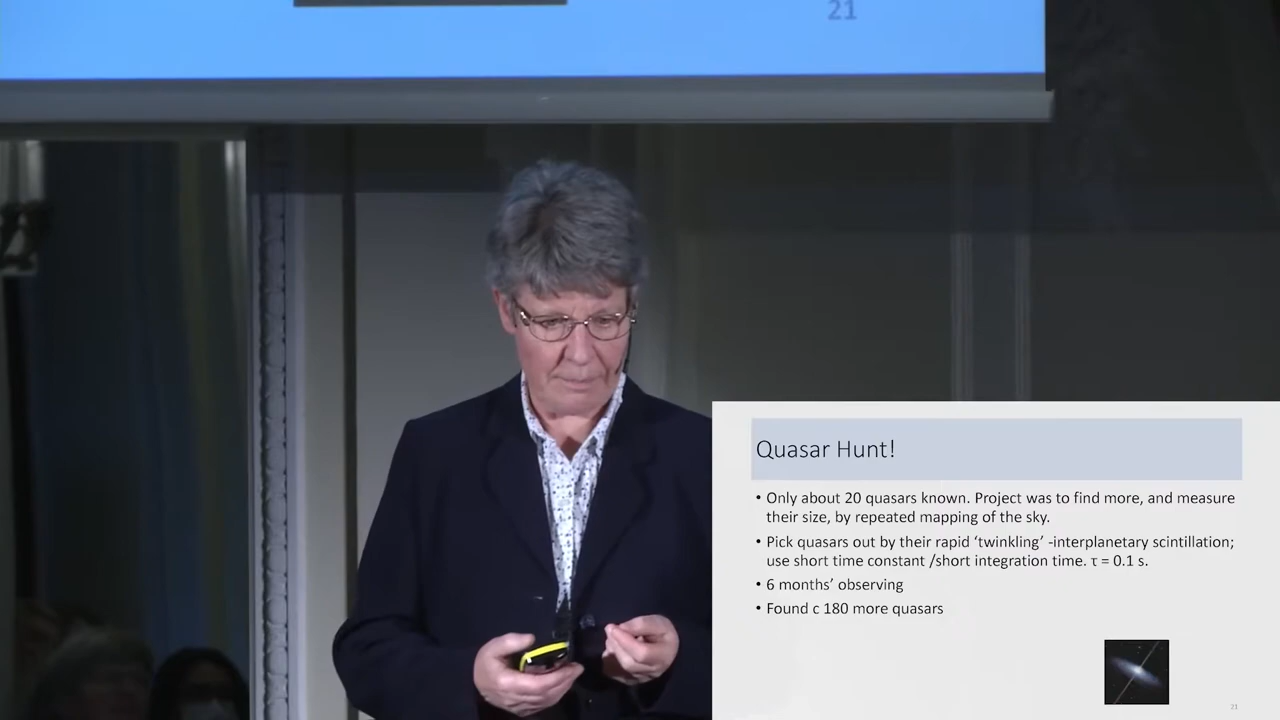 21
Quasar Hunt!
• Only about 20 quasars known. Project was to find more, and measure
their size, by repeated mapping of the sky.
• Pick quasars out by their rapid ‘twinkling’ -interplanetary scintillation;
use short time constant /short integration time. τ = 0.1 s.
• 6 months’ observing
• Found c 180 more quasars
21